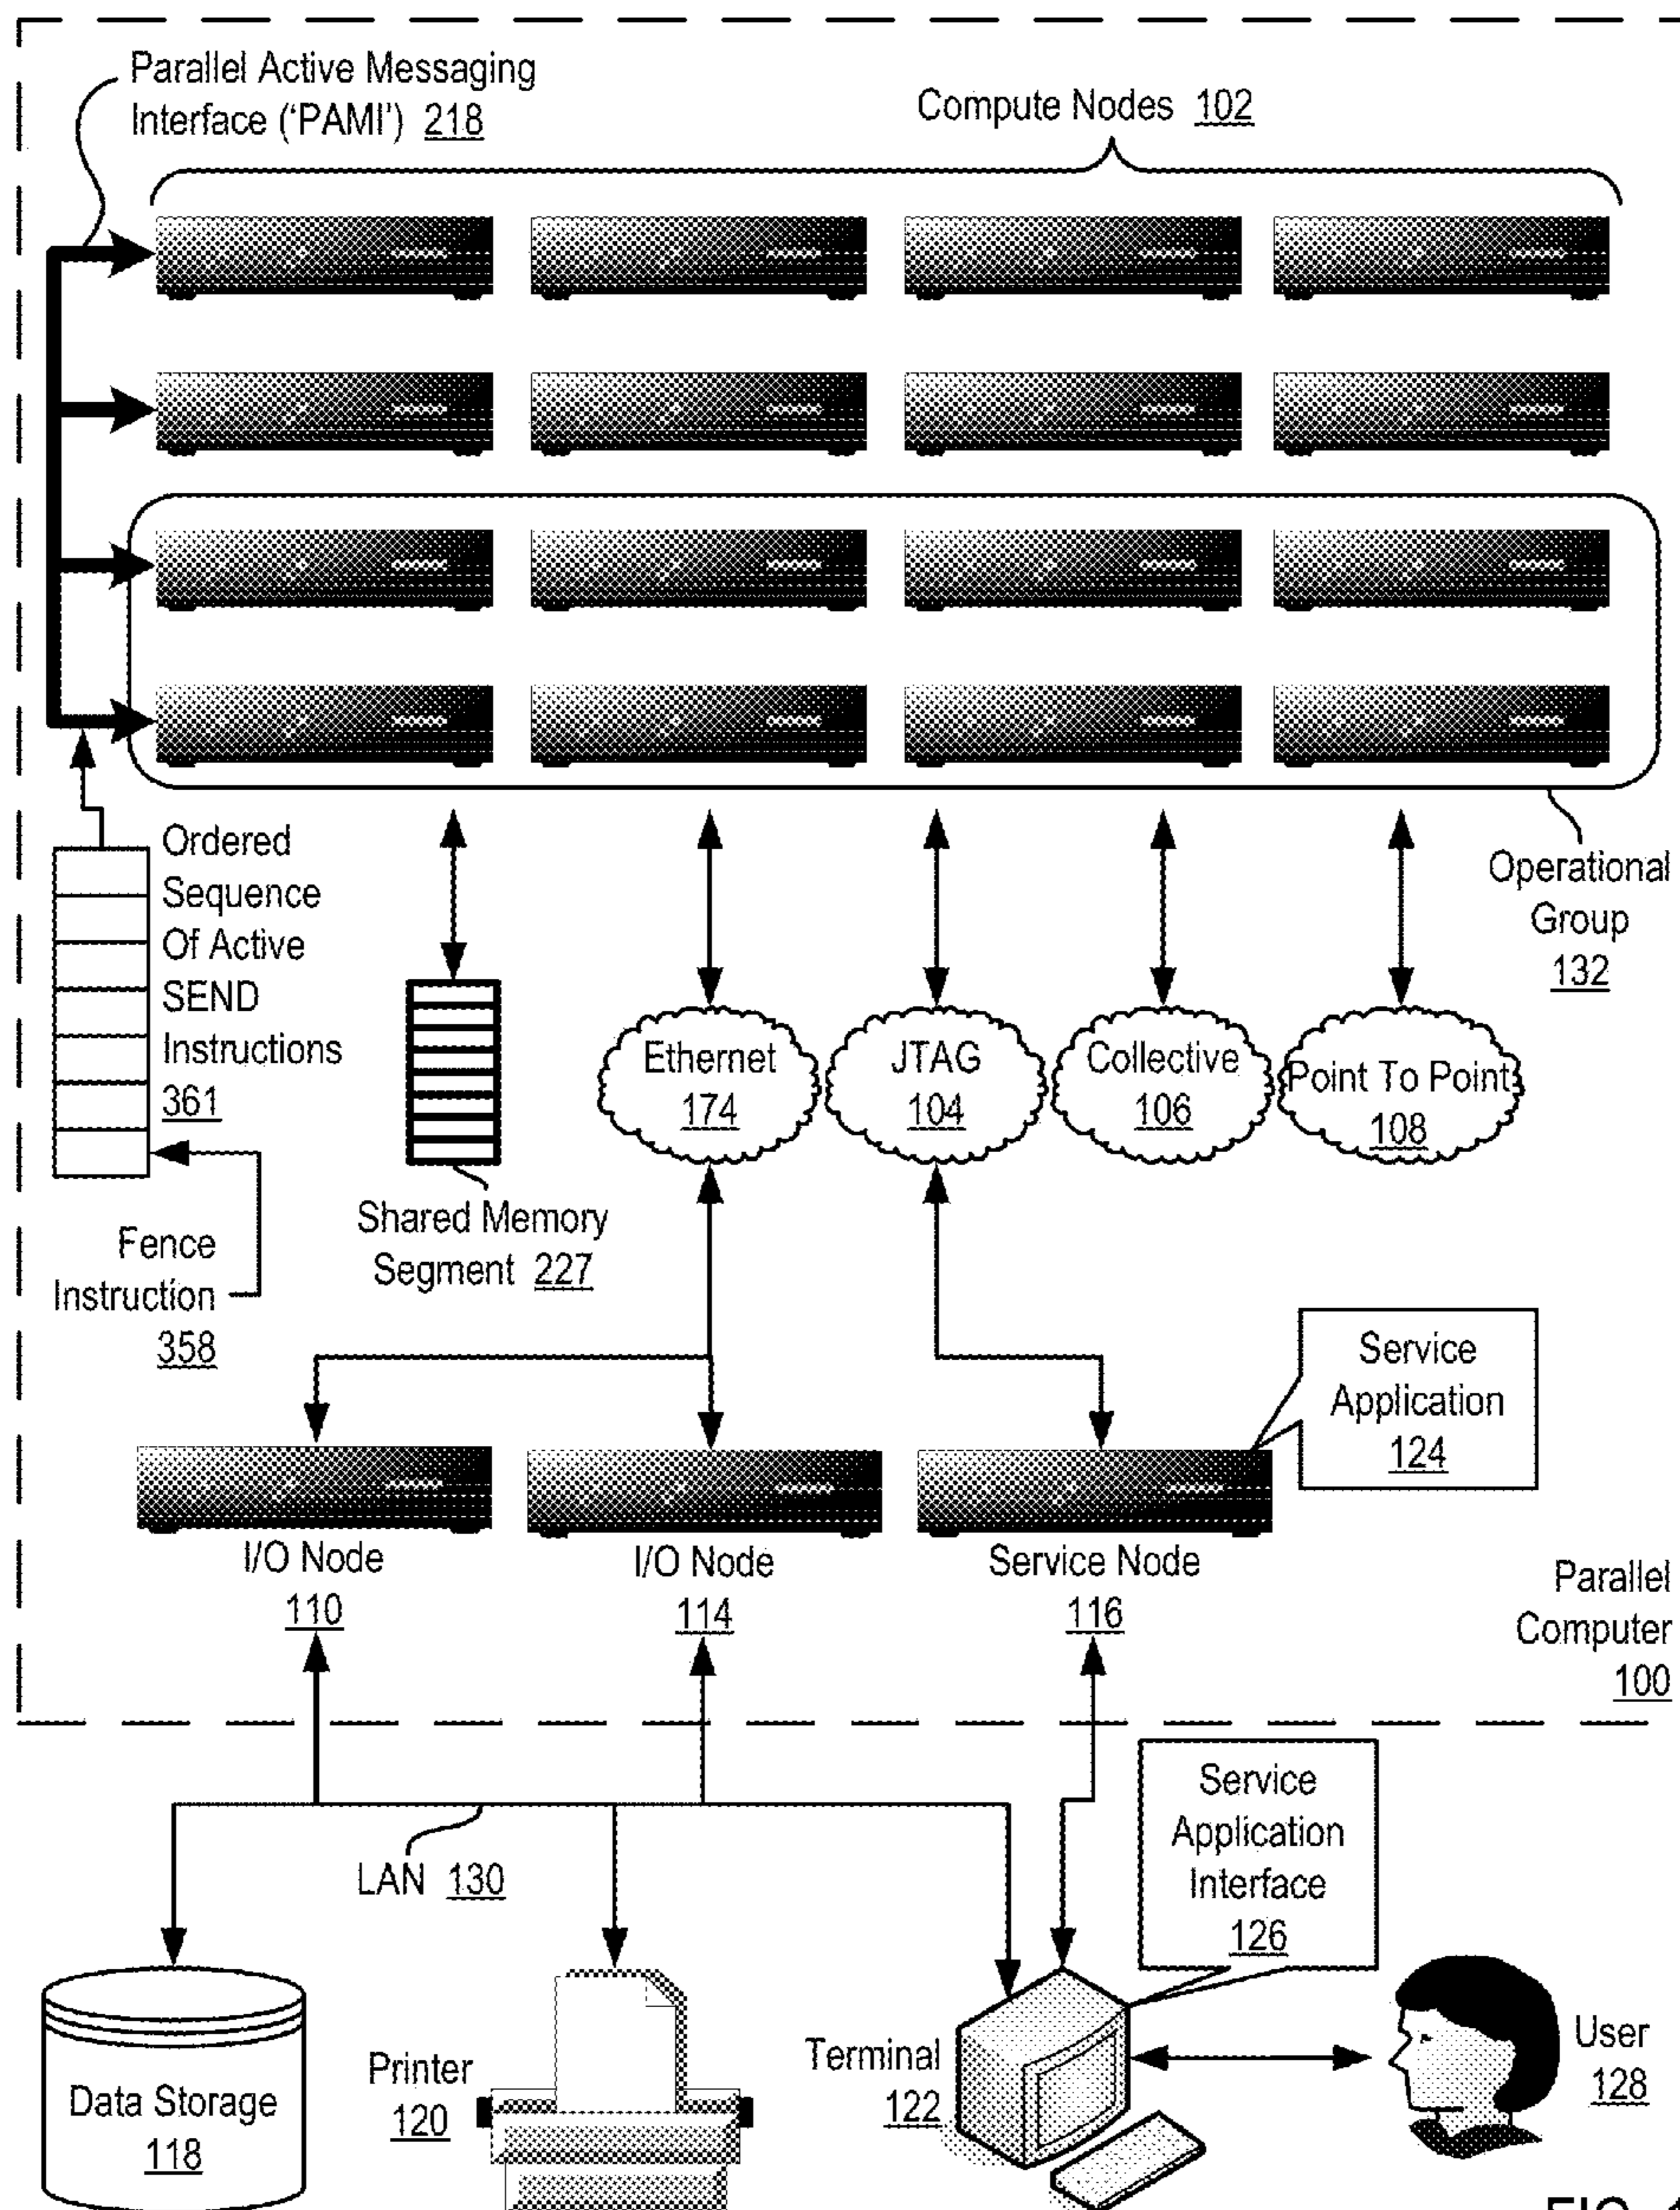 Parallel Active Messaging
Interface (‘PAMI’) 218
Compute Nodes 102
Ordered
Sequence
Of Active
SEND
Instructions
361
Operational
Group
132
Ethernet
174
JTAG
104
Collective
106
Point To Point
108
Shared Memory
Segment 227
Fence
Instruction
358
Service
Application
124
I/O Node
110
I/O Node
114
Service Node
116
Parallel
Computer
100
LAN 130
Service
Application
Interface
126
Data Storage
118
Printer
120
Terminal
122
User
128
FIG.